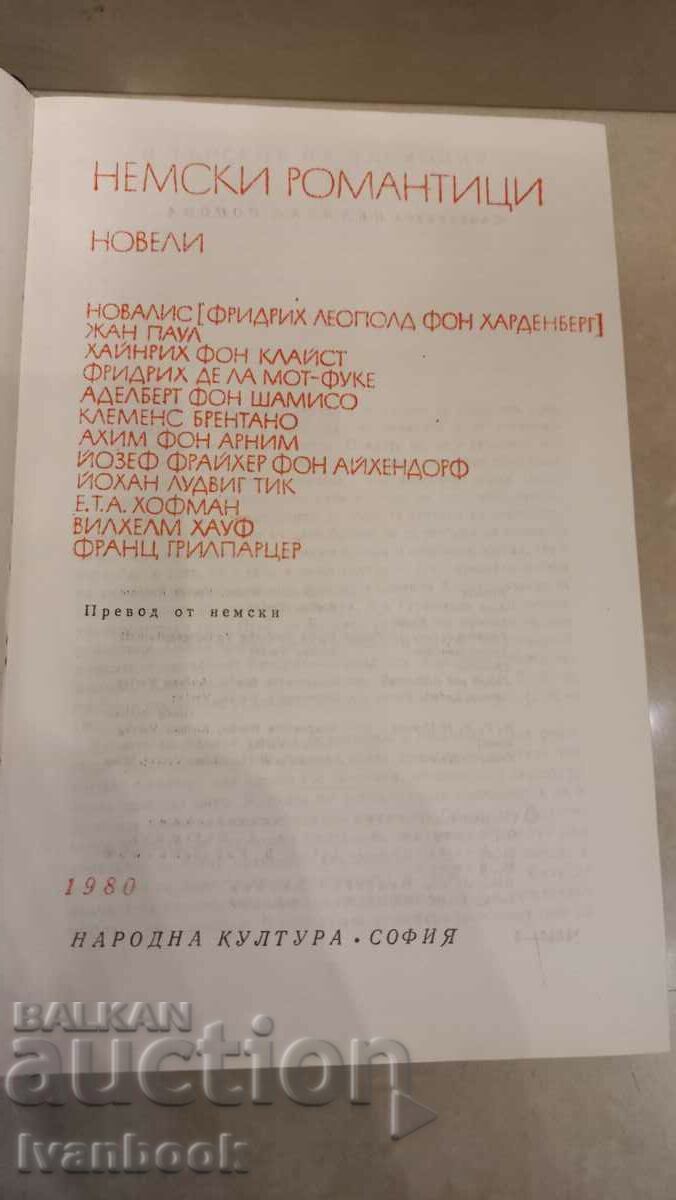 НЕМСКИ РОМАНТИЦИ
НОВЕЛИ
НОВАЛИС [ФРИДРИХ ЛЕОПОЛД ФОН ХАРДЕНБЕРГ]
ЖАН ПАУЛ
ХАЙНРИХ ФОН КЛАЙСТ
ФРИДРИХ ДЕ ЛА МОТ-ФУКЕ
АДЕЛБЕРТ ФОН ШАМИСО
КЛЕМЕНС БРЕНТАНО
АХИМ ФОН АРНИМ
ЙОЗЕФ ФРАЙХЕР ФОН АЙХЕНДОРФ
ЙОХАН ЛУДВИГ ТИК
Е.Т.А. ХОФМАН
ВИЛХЕЛМ ХАУФ
ФРАНЦ ГРИЛПАРЦЕР
Превод от немски
1980
НАРОДНА КУЛТУРА • СОФИЯ
BALKAN
auction
Ivanbook